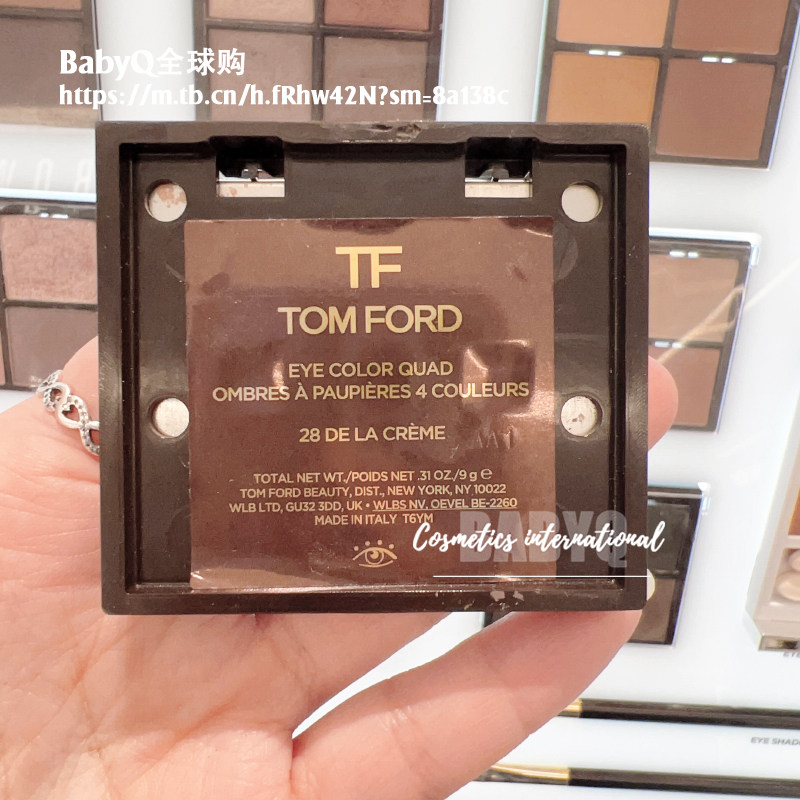 BabyQ全球购
https://m.tb.cn/h.fRhw42N?sm=8a138c
TF
TOM FORD
EYE COLOR QUAD
OMBRES À PAUPIÈRES 4 COULEURS
28 DE LA CRÈME
TOTAL NET WT./POIDS NET .31 OZ./9 g ℮
TOM FORD BEAUTY, DIST., NEW YORK, NY 10022
WLB LTD, GU32 3DD, UK • WLBS NV. OEVEL BE-2260
MADE IN ITALY T6YM
BABYQ
Cosmetics international